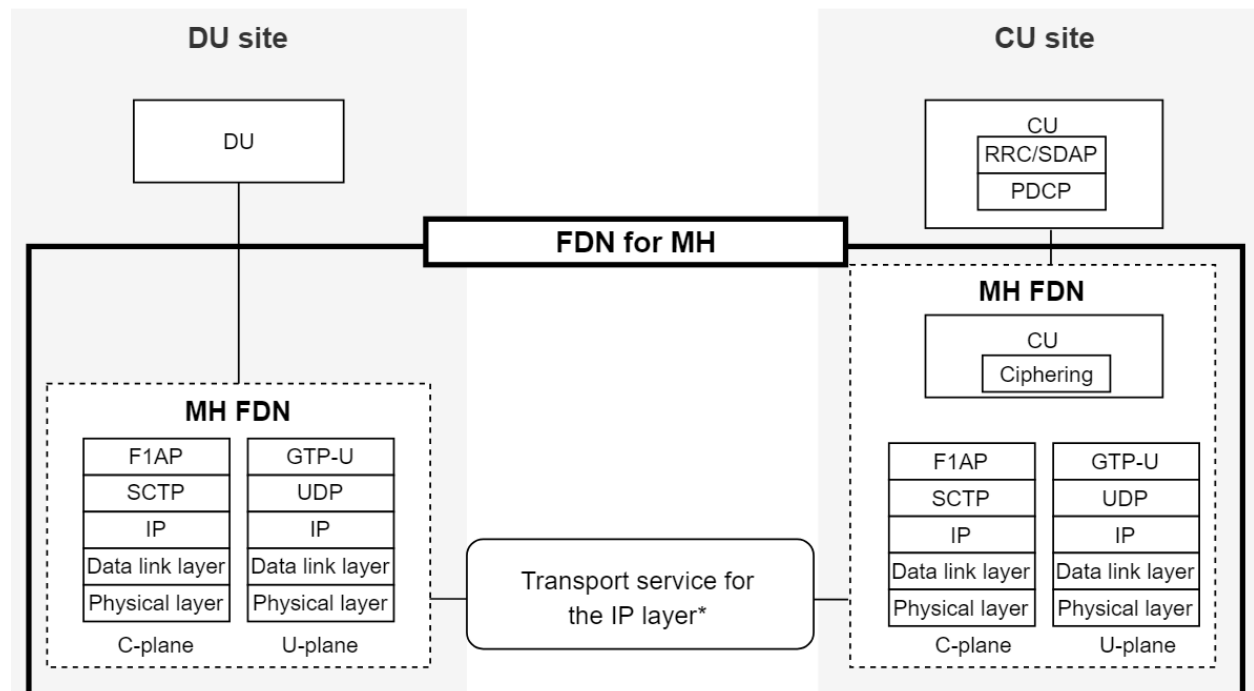 DU site
CU site
DU
CU
RRC/SDAP
PDCP
FDN for MH
MH FDN
CU
Ciphering
MH FDN
F1AP
GTP-U
SCTP
UDP
IP
IP
Data link layer
Data link layer
Physical layer
Physical layer
C-plane
U-plane
Transport service for
the IP layer*
F1AP
GTP-U
SCTP
UDP
IP
IP
Data link layer
Data link layer
Physical layer
Physical layer
C-plane
U-plane